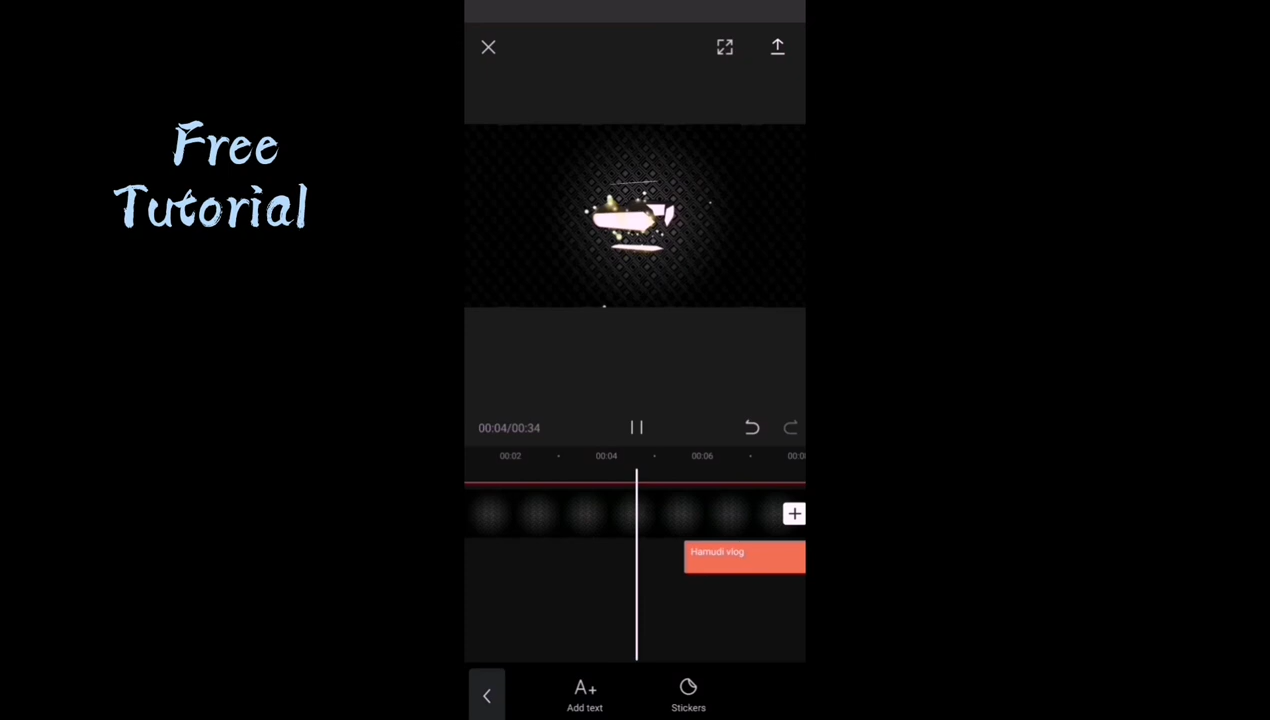 Free
Tutorial
00:04/00:34
00:02
00:04
00:06
Hamudi vlog
Add text
Stickers